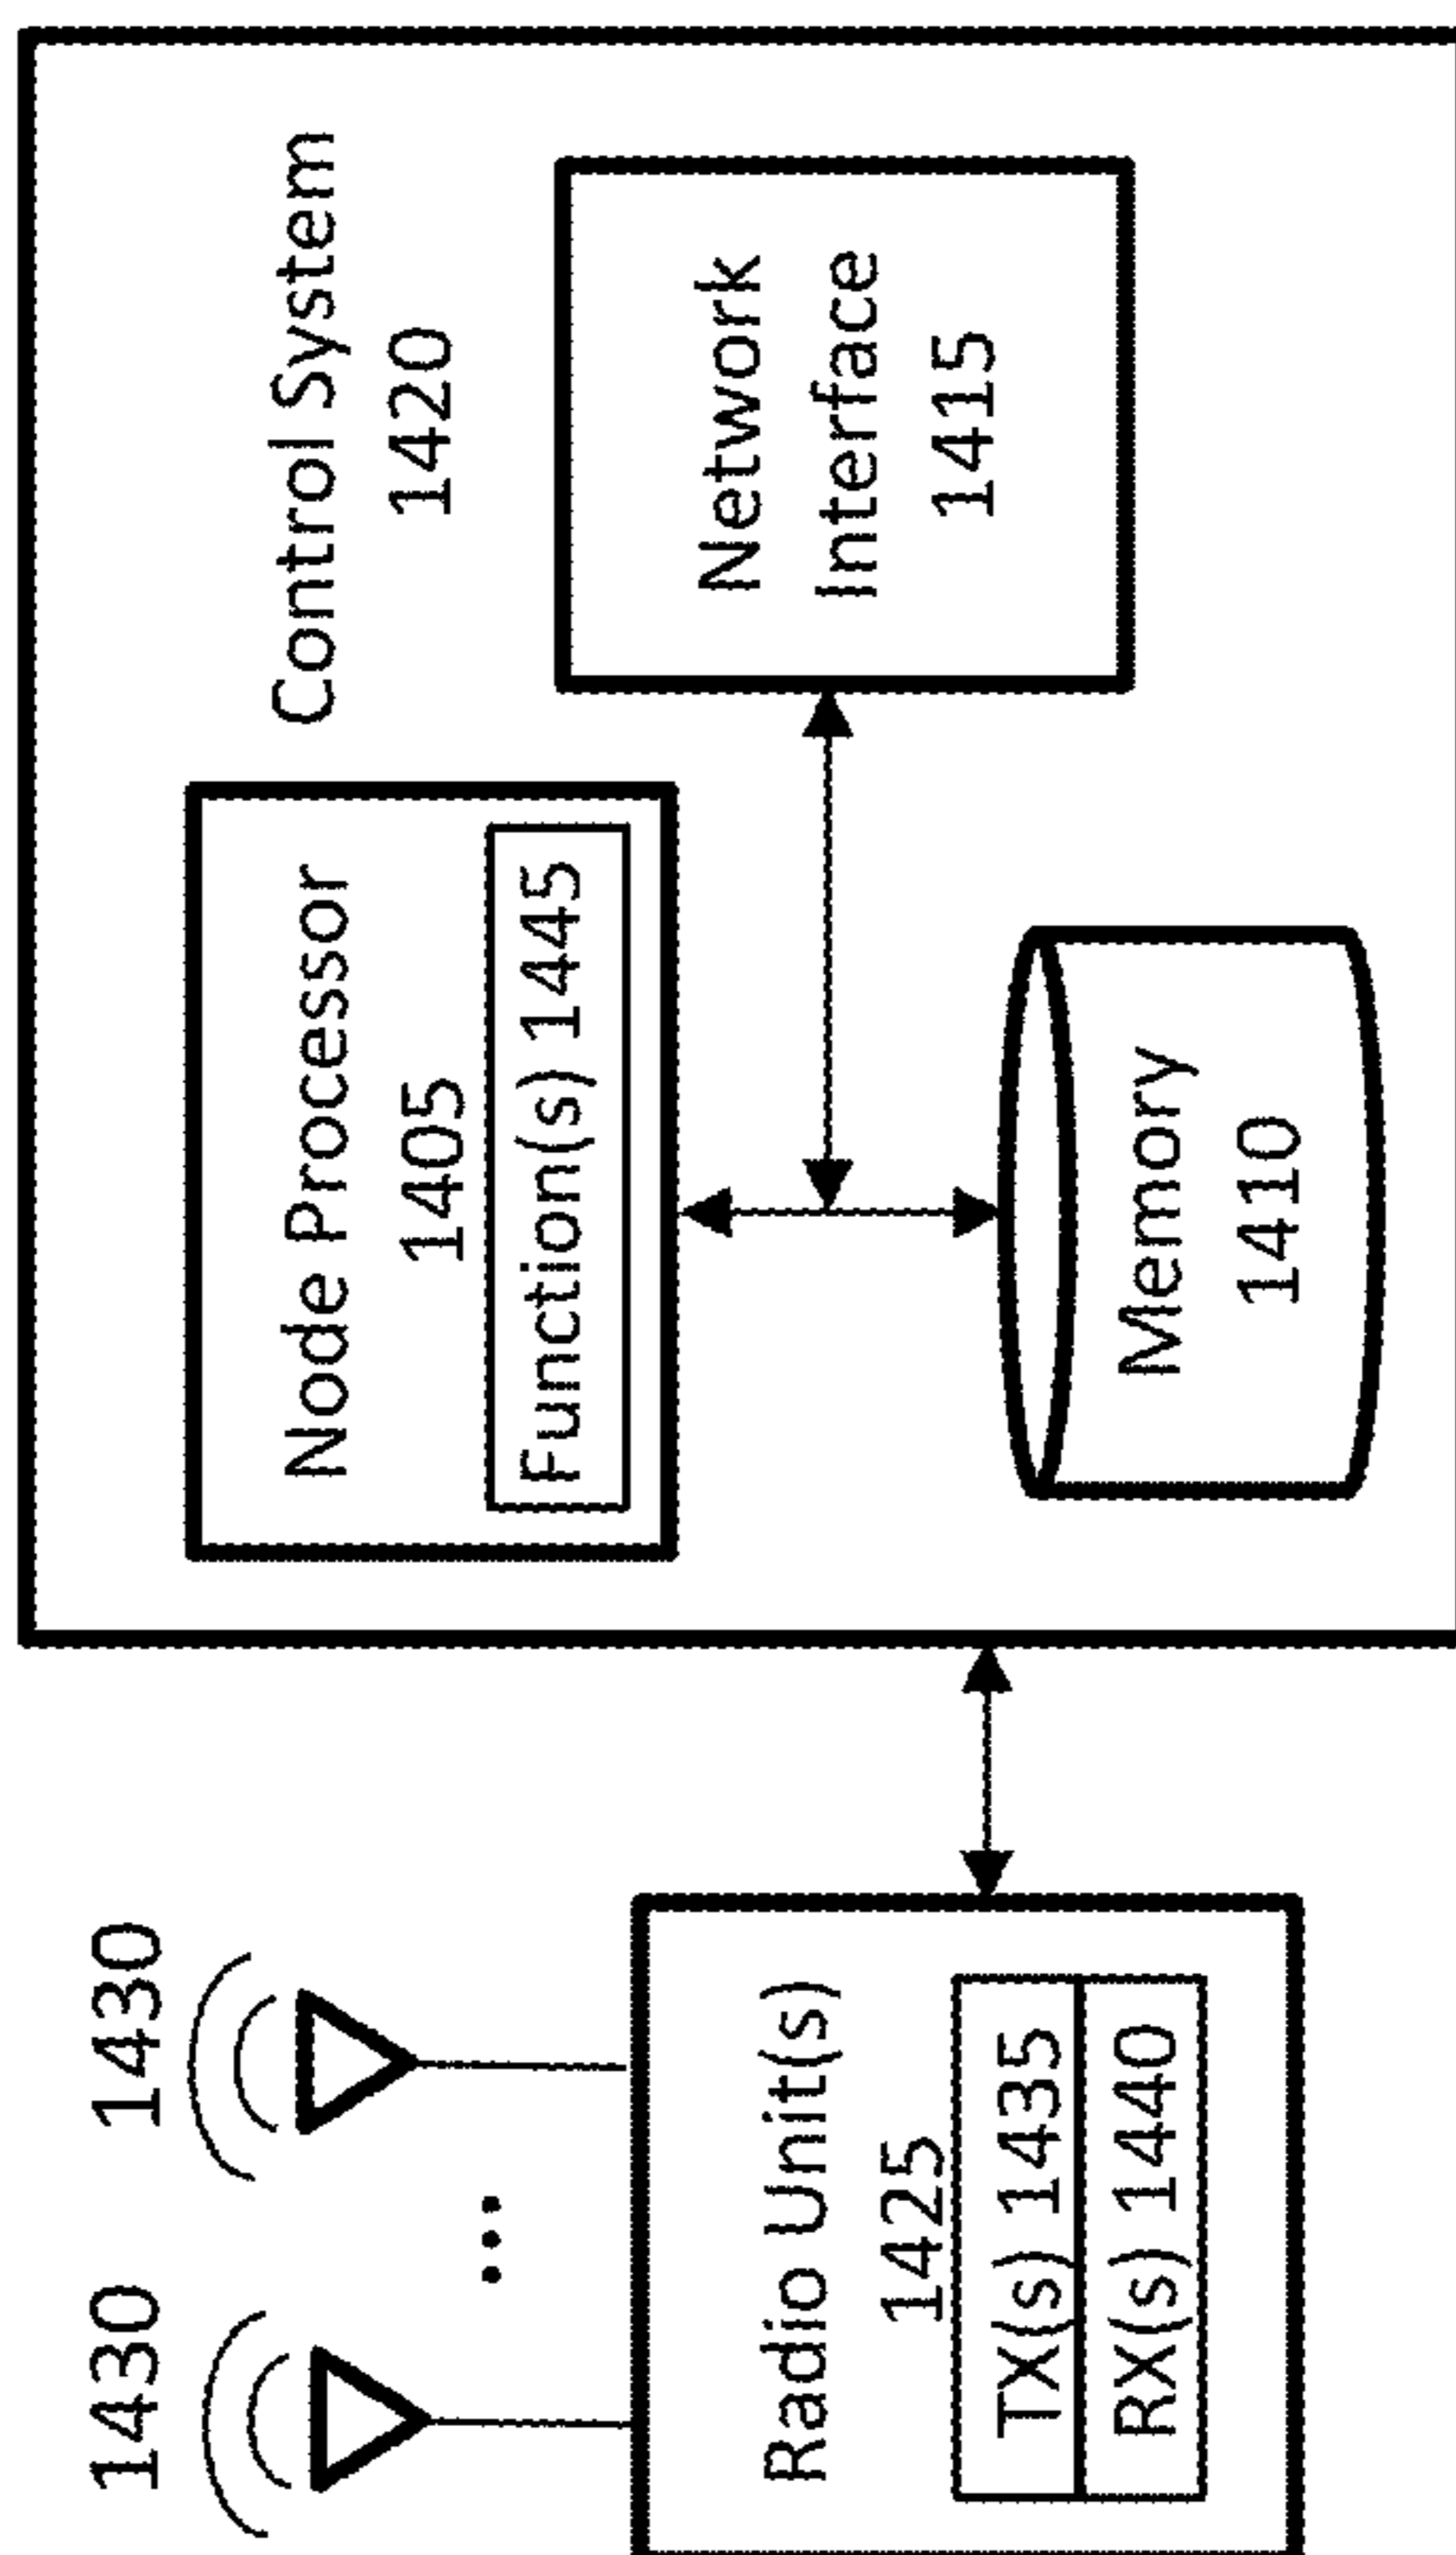 1430
1430
Radio Unit(s)
1425
TX(s) 1435
RX(s) 1440
Node Processor
1405
Function(s) 1445
Memory
1410
Control System
1420
Network
Interface
1415